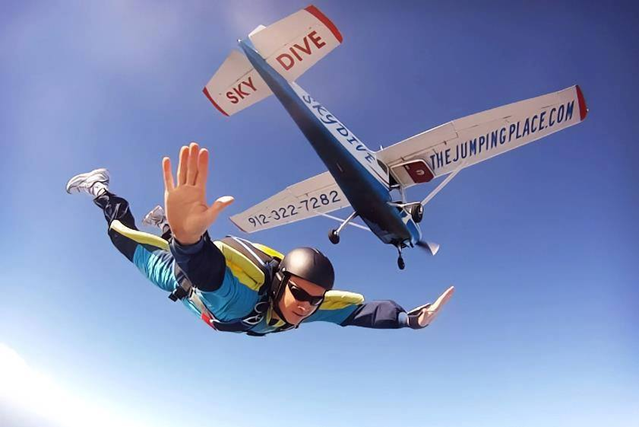 SKY DIVE
SKYDIVE
THEJUMPINGPLACE.COM
912-322-7282